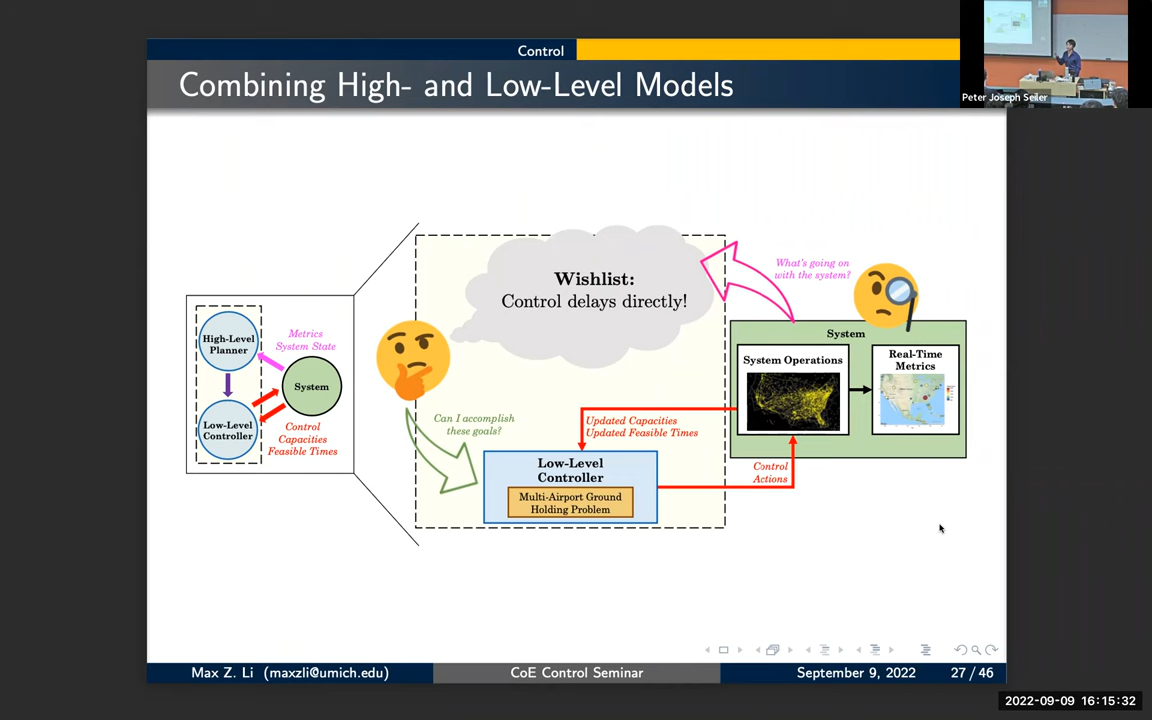 Control
Combining High- and Low-Level Models
Peter Joseph Seiler
Wishlist:
Control delays directly!
What's going on
with the system?
High-Level
Planner
Metrics
System State
System
Low-Level
Controller
Control
Capacities
Feasible Times
Can I accomplish
these goals?
Updated Capacities
Updated Feasible Times
Low-Level
Controller
Multi-Airport Ground
Holding Problem
Control
Actions
System
System Operations
Real-Time
Metrics
Max Z. Li (maxzli@umich.edu)
CoE Control Seminar
September 9, 2022
27 / 46
2022-09-09 16:15:32